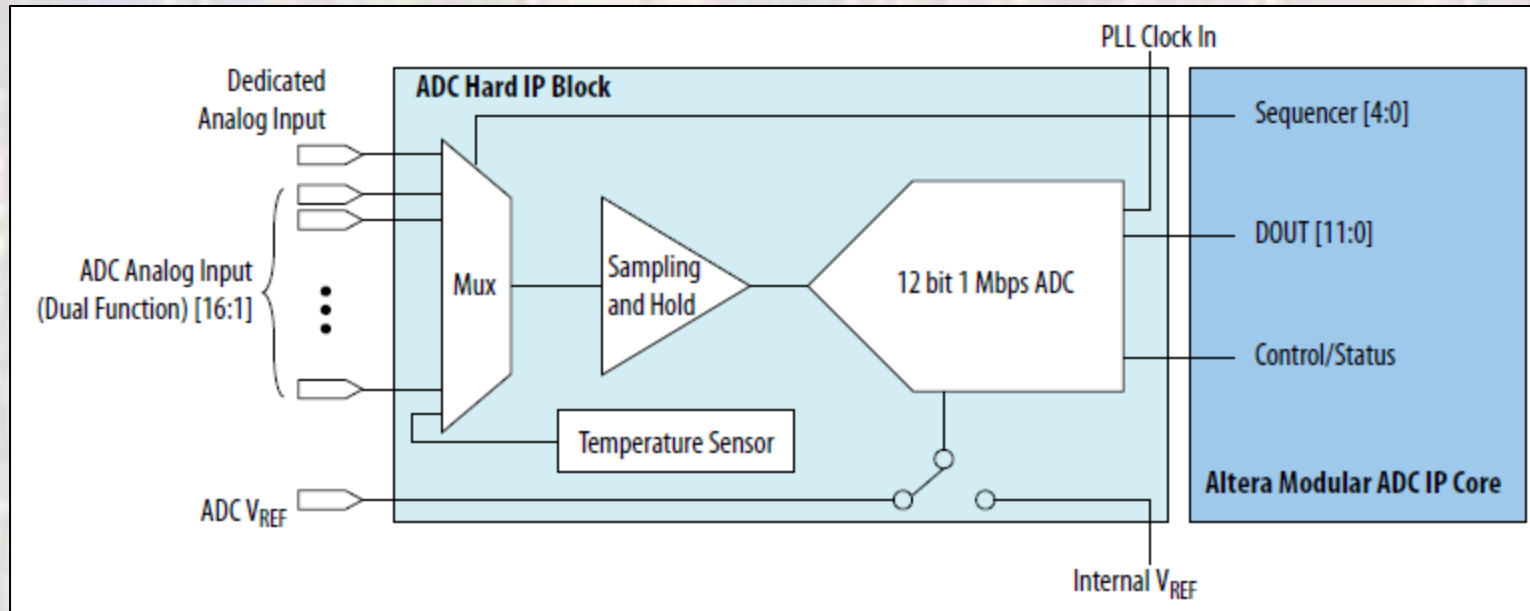 PLL Clock In
Dedicated
Analog Input
ADC Hard IP Block
Sequencer [4:0]
ADC Analog Input
(Dual Function) [16:1]
Mux
Sampling
and Hold
12 bit 1 Mbps ADC
DOUT [11:0]
Control/Status
Temperature Sensor
ADC VREF
Altera Modular ADC IP Core
Internal VREF